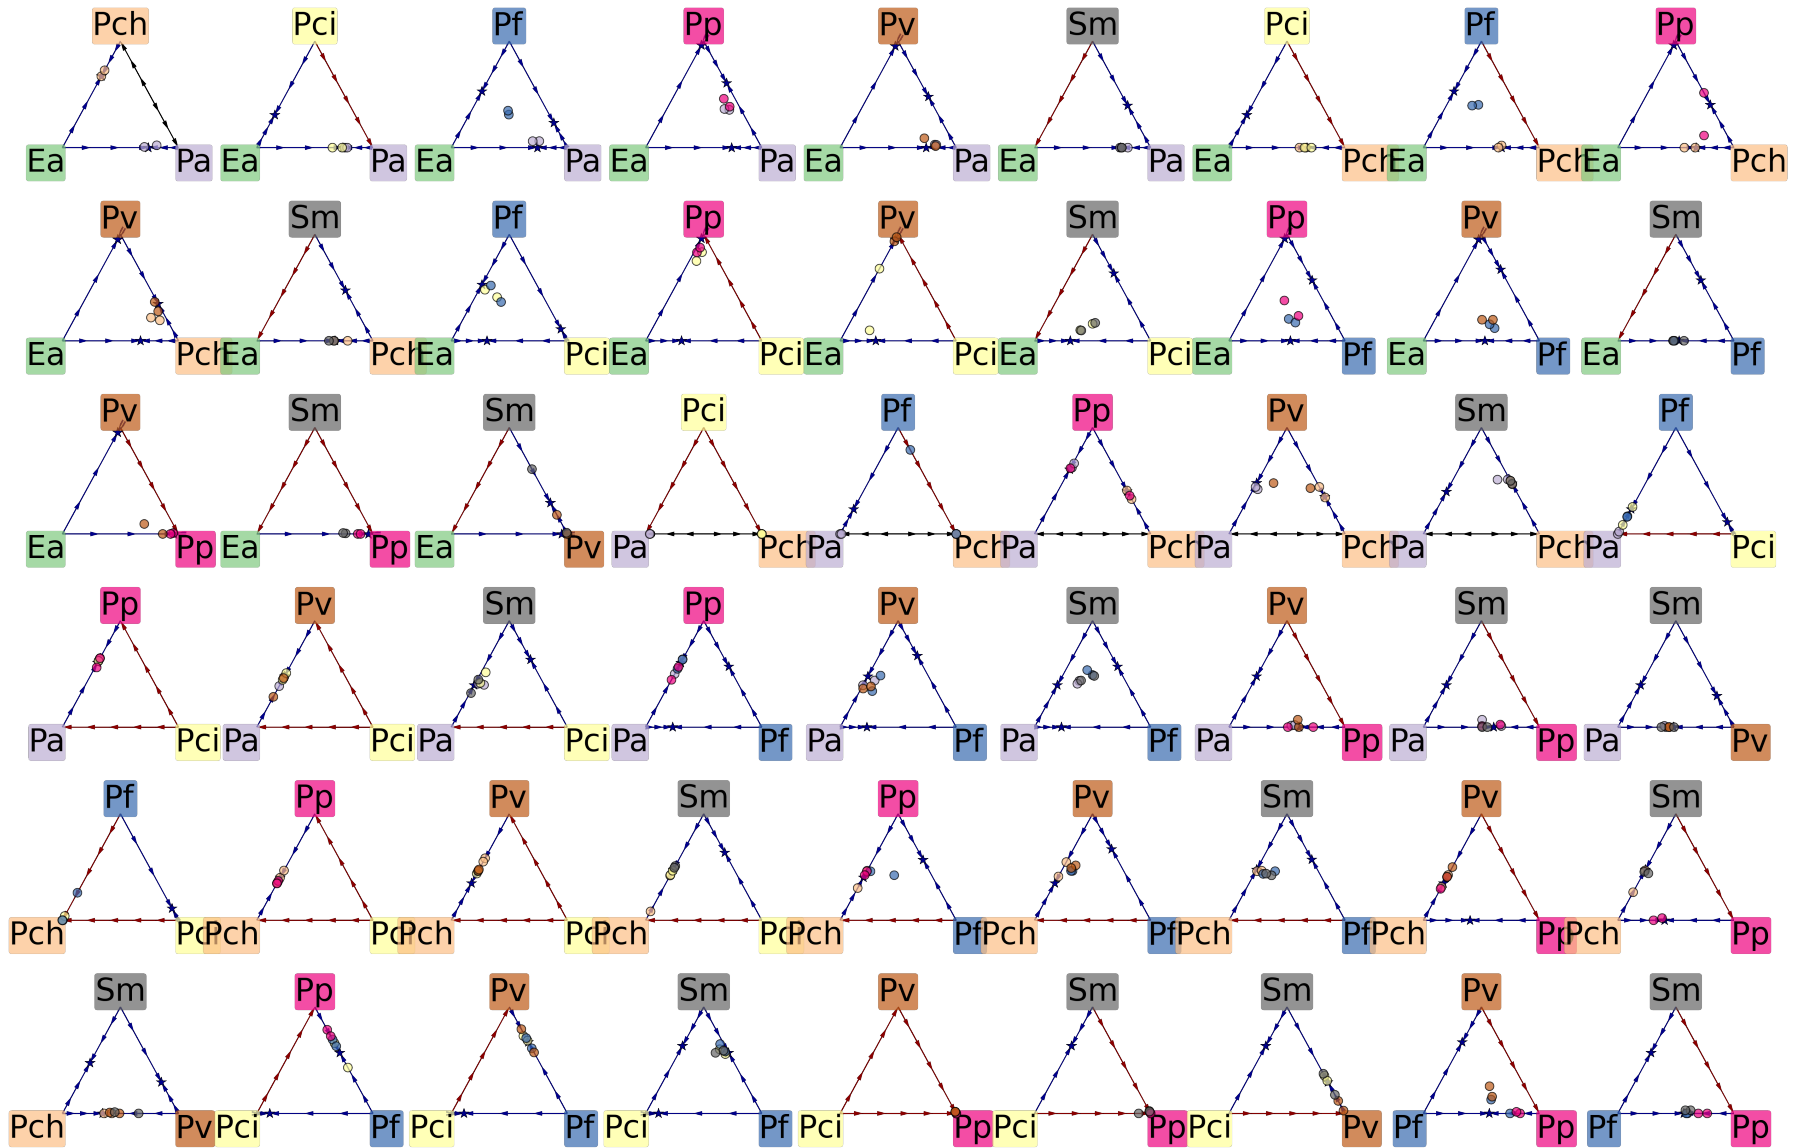 Pch Pci Pf Pp Pv Sm Pci Pf Pp
Ea Pa Ea Pa Ea Pa Ea Pa Ea Pa Ea Pa Ea Pch Ea Pch Ea Pch
Pv Sm Pf Pp Pv Sm Pp Pv Sm
Ea Pch Ea Pch Ea Pci Ea Pci Ea Pci Ea Pci Ea Pf Ea Pf Ea Pf
Pv Sm Sm Pci Pf Pp Pv Sm Pf
Ea Pp Ea Pp Ea Pv Pa Pch Pa Pch Pa Pch Pa Pch Pa Pch Pa Pci
Pp Pv Sm Pp Pv Sm Pv Sm Sm
Pa Pci Pa Pci Pa Pci Pa Pf Pa Pf Pa Pf Pa Pp Pa Pp Pa Pv
Pf Pp Pv Sm Pp Pv Sm Pv Sm
Pch Pci Pch Pci Pch Pci Pch Pci Pch Pf Pch Pf Pch Pf Pch Pp Pch Pp
Sm Pp Pv Sm Pv Sm Sm Pv Sm
Pch Pv Pci Pf Pci Pf Pci Pf Pci Pp Pci Pp Pci Pv Pf Pp Pf Pp